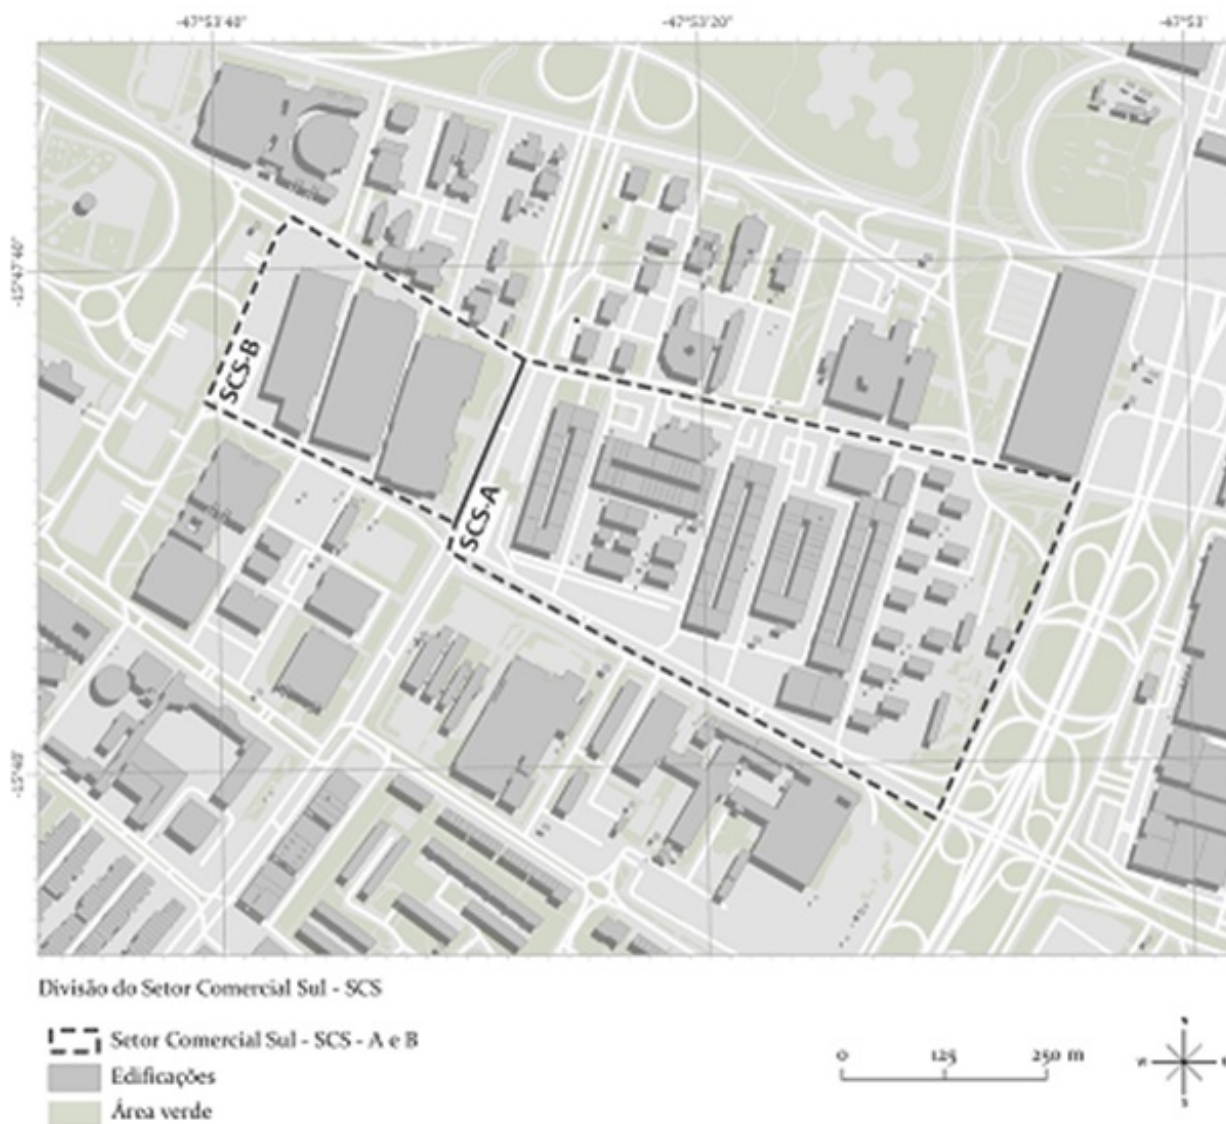 -47°53'40"
-47°53'20"
-47°53'
-15°47'40"
-15°48'
SCS-B
SCS-A
Divisão do Setor Comercial Sul - SCS
Setor Comercial Sul - SCS - A e B
Edificações
Área verde
0 125 250 m